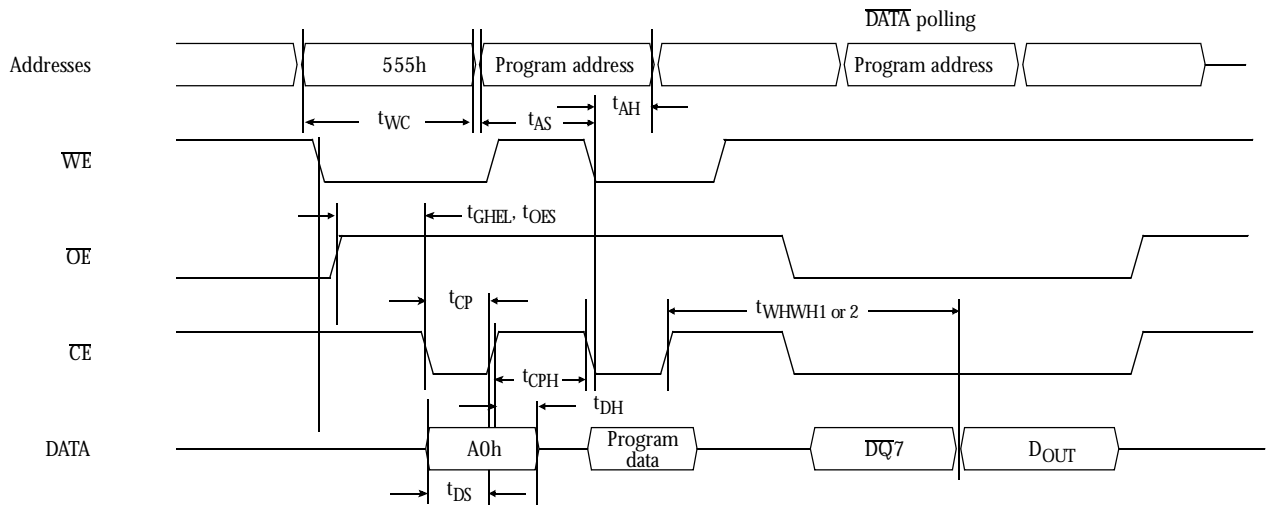 DATA polling
Addresses 555h Program address Program address
tWC tAS tAH
WE
tGHEL, tOES
OE
tCP tWHWH1 or 2
CE
tCPH
tDH
DATA A0h Program data DQ7 DOUT
tDS